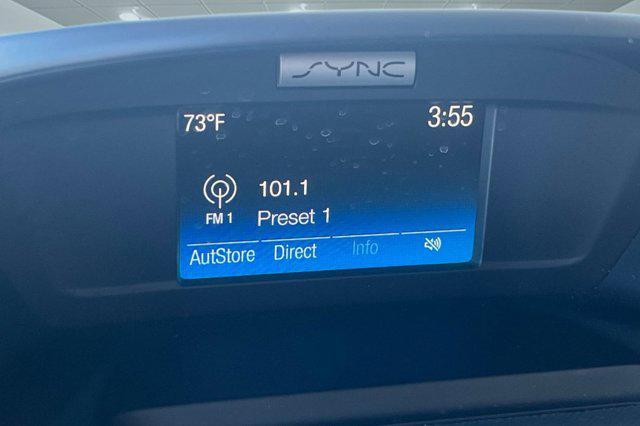 SYNC
73°F 3:55
101.1
FM 1 Preset 1
AutStore Direct Info